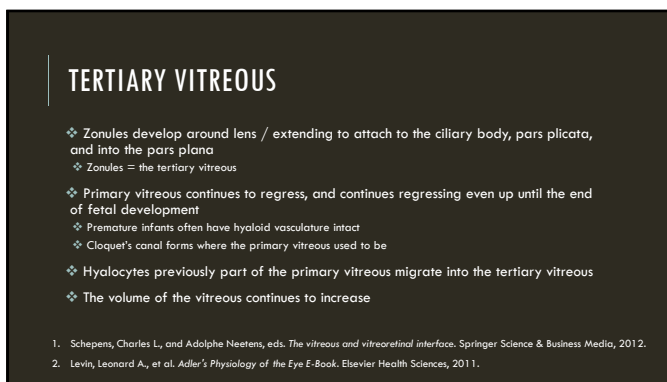 TERTIARY VITREOUS
❖ Zonules develop around lens / extending to attach to the ciliary body, pars plicata,
and into the pars plana
❖ Zonules = the tertiary vitreous
❖ Primary vitreous continues to regress, and continues regressing even up until the end
of fetal development
❖ Premature infants often have hyaloid vasculature intact
❖ Cloquet's canal forms where the primary vitreous used to be
❖ Hyalocytes previously part of the primary vitreous migrate into the tertiary vitreous
❖ The volume of the vitreous continues to increase
1. Schepens, Charles L., and Adolphe Neetens, eds. The vitreous and vitreoretinal interface. Springer Science & Business Media, 2012.
2. Levin, Leonard A., et al. Adler's Physiology of the Eye E-Book. Elsevier Health Sciences, 2011.